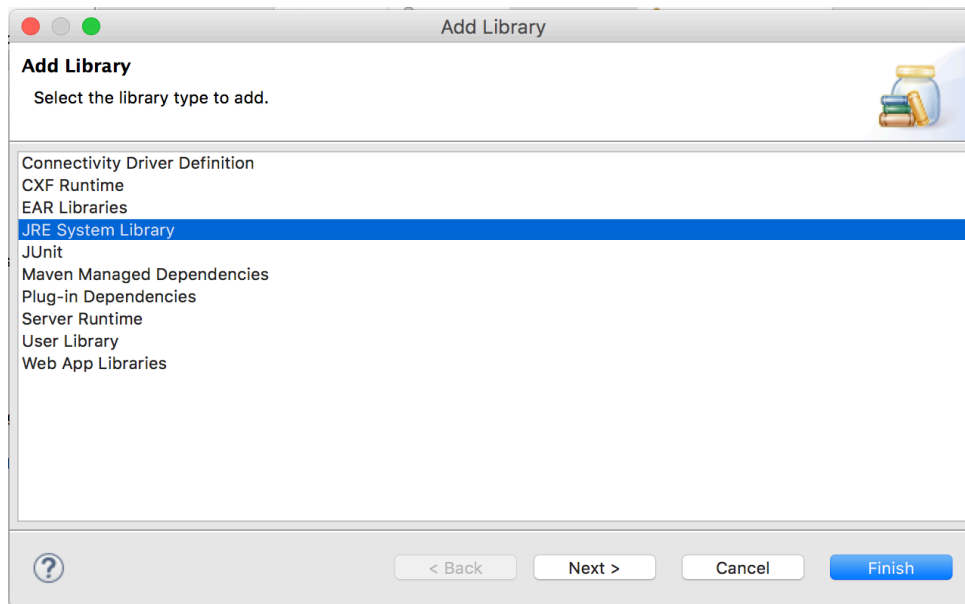 Add Library
Add Library
Select the library type to add.
Connectivity Driver Definition
CXF Runtime
EAR Libraries
JRE System Library
JUnit
Maven Managed Dependencies
Plug-in Dependencies
Server Runtime
User Library
Web App Libraries
?
< Back Next > Cancel Finish